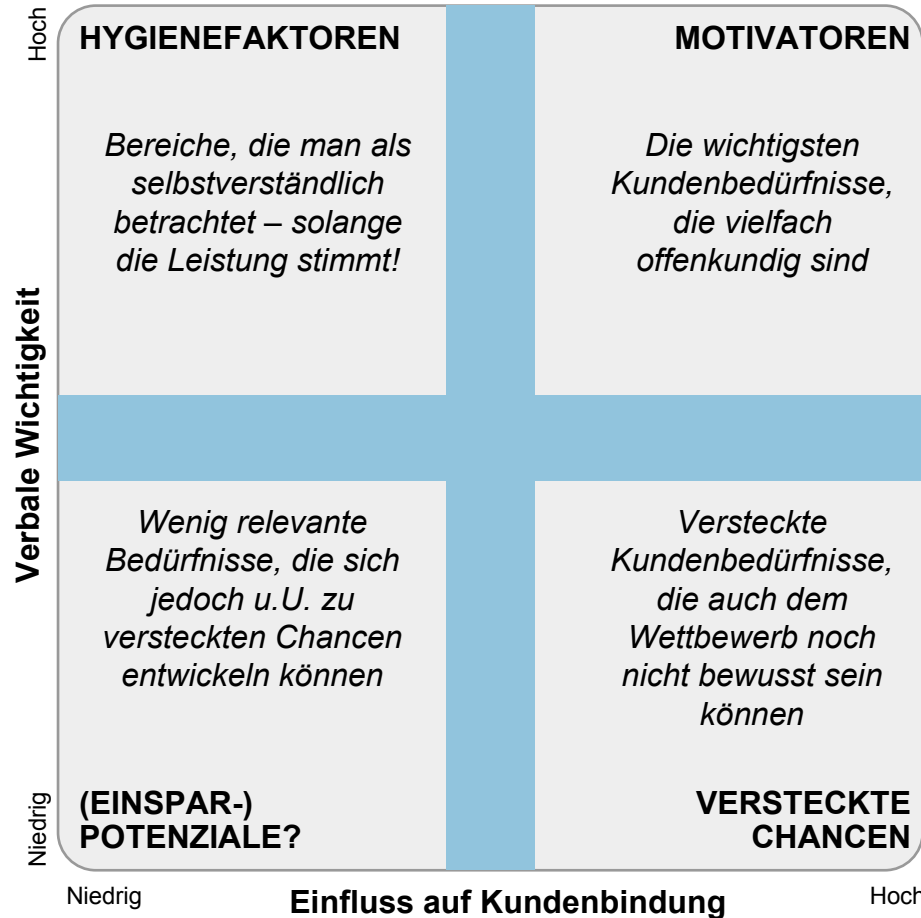 Hoch
HYGIENEFAKTOREN
Bereiche, die man als
selbstverständlich
betrachtet – solange
die Leistung stimmt!
MOTIVATOREN
Die wichtigsten
Kundenbedürfnisse,
die vielfach
offenkundig sind
Verbale Wichtigkeit
Wenig relevante
Bedürfnisse, die sich
jedoch u.U. zu
versteckten Chancen
entwickeln können
(EINSPAR-)
POTENZIALE?
Versteckte
Kundenbedürfnisse,
die auch dem
Wettbewerb noch
nicht bewusst sein
können
VERSTECKTE
CHANCEN
Niedrig
Niedrig
Einfluss auf Kundenbindung
Hoch